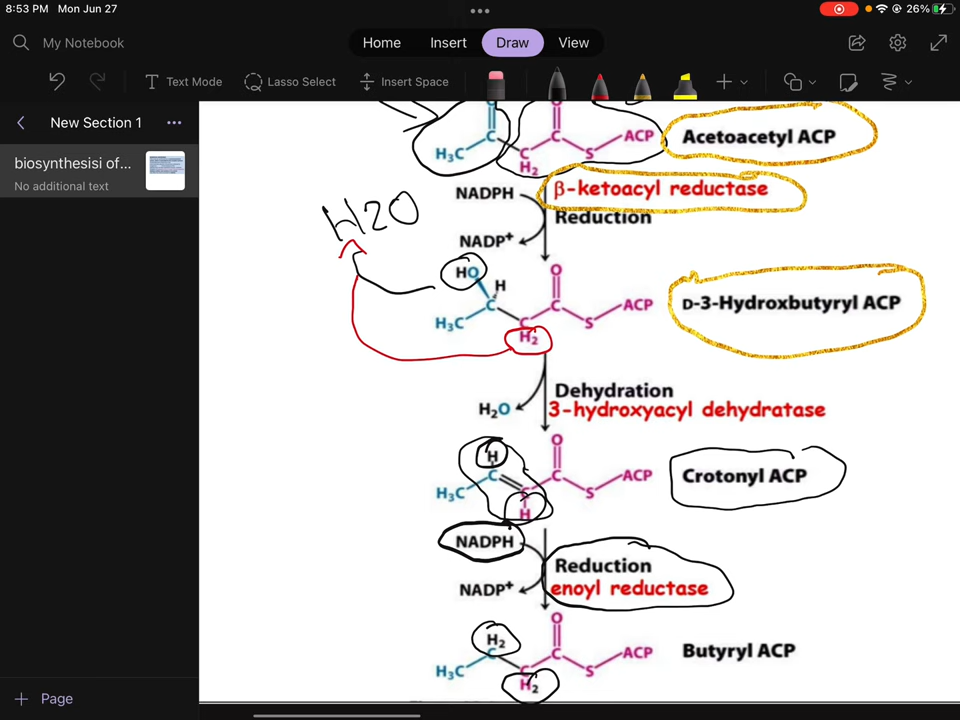 8:53 PM Mon Jun 27
26%
My Notebook
Home Insert Draw View
Text Mode Lasso Select Insert Space
New Section 1
biosynthesisi of...
No additional text
Page
O
H₃C C C C S ACP Acetoacetyl ACP
H₂
NADPH β-ketoacyl reductase
Reduction
NADP⁺
H2O
HO H O
H₃C C C C S ACP D-3-Hydroxbutyryl ACP
H₂
Dehydration
H₂O 3-hydroxyacyl dehydratase
H O
H₃C C C C S ACP Crotonyl ACP
H
NADPH
Reduction
NADP⁺ enoyl reductase
H₂ O
H₃C C C C S ACP Butyryl ACP
H₂